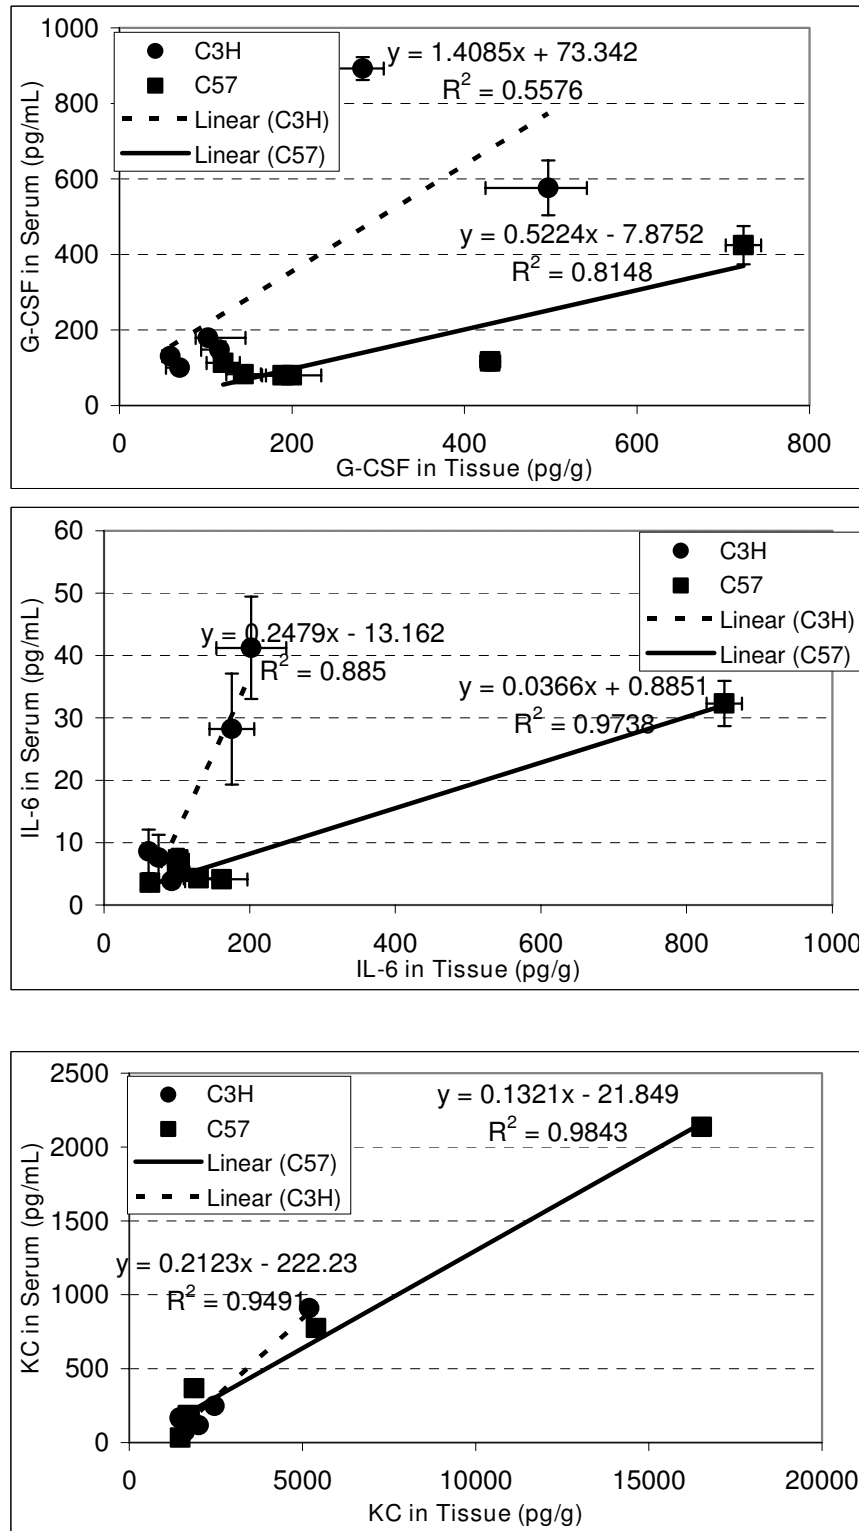 1000
800
600
400
200
0
G-CSF in Serum (pg/mL)
C3H
C57
Linear (C3H)
Linear (C57)
y = 1.4085x + 73.342
R² = 0.5576
y = 0.5224x - 7.8752
R² = 0.8148
0 200 400 600 800
G-CSF in Tissue (pg/g)
60
50
40
30
20
10
0
IL-6 in Serum (pg/mL)
C3H
C57
Linear (C3H)
Linear (C57)
y = 0.2479x - 13.162
R² = 0.885
y = 0.0366x + 0.8851
R² = 0.9738
0 200 400 600 800 1000
IL-6 in Tissue (pg/g)
2500
2000
1500
1000
500
0
KC in Serum (pg/mL)
C3H
C57
Linear (C57)
Linear (C3H)
y = 0.1321x - 21.849
R² = 0.9843
y = 0.2123x - 222.23
R² = 0.9491
0 5000 10000 15000 20000
KC in Tissue (pg/g)